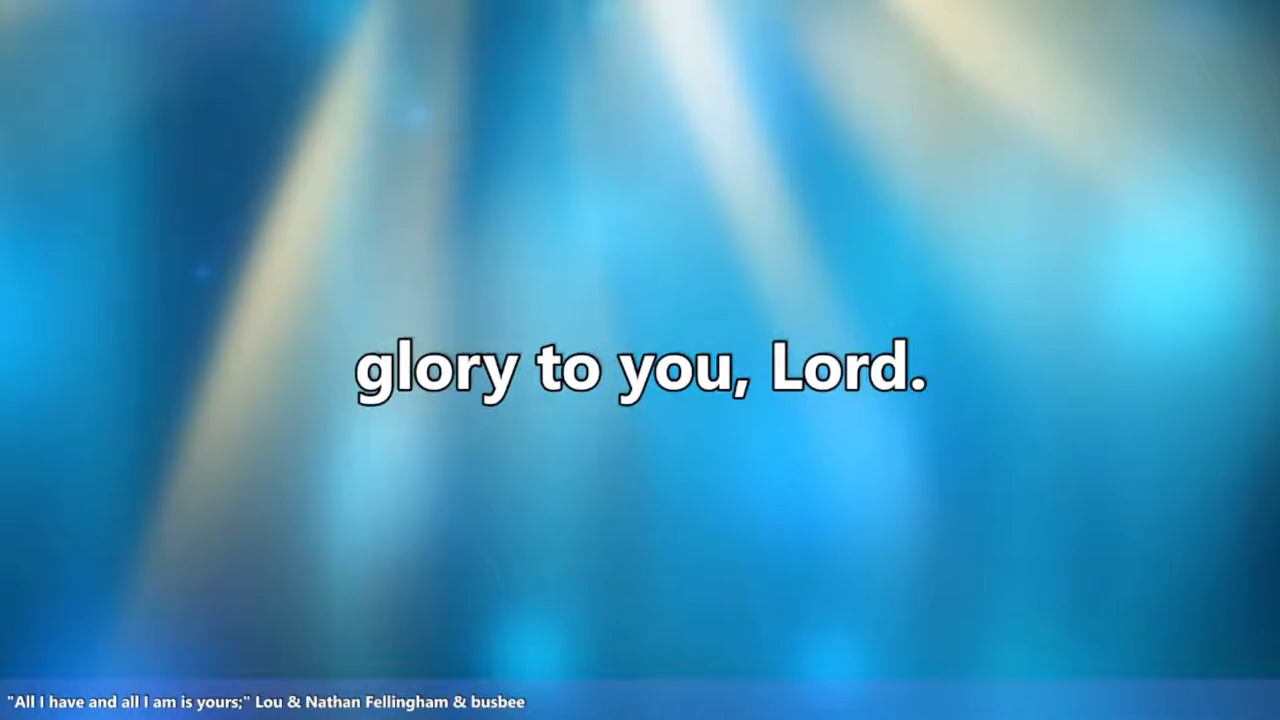 glory to you, Lord.
"All I have and all I am is yours;" Lou & Nathan Fellingham & busbee